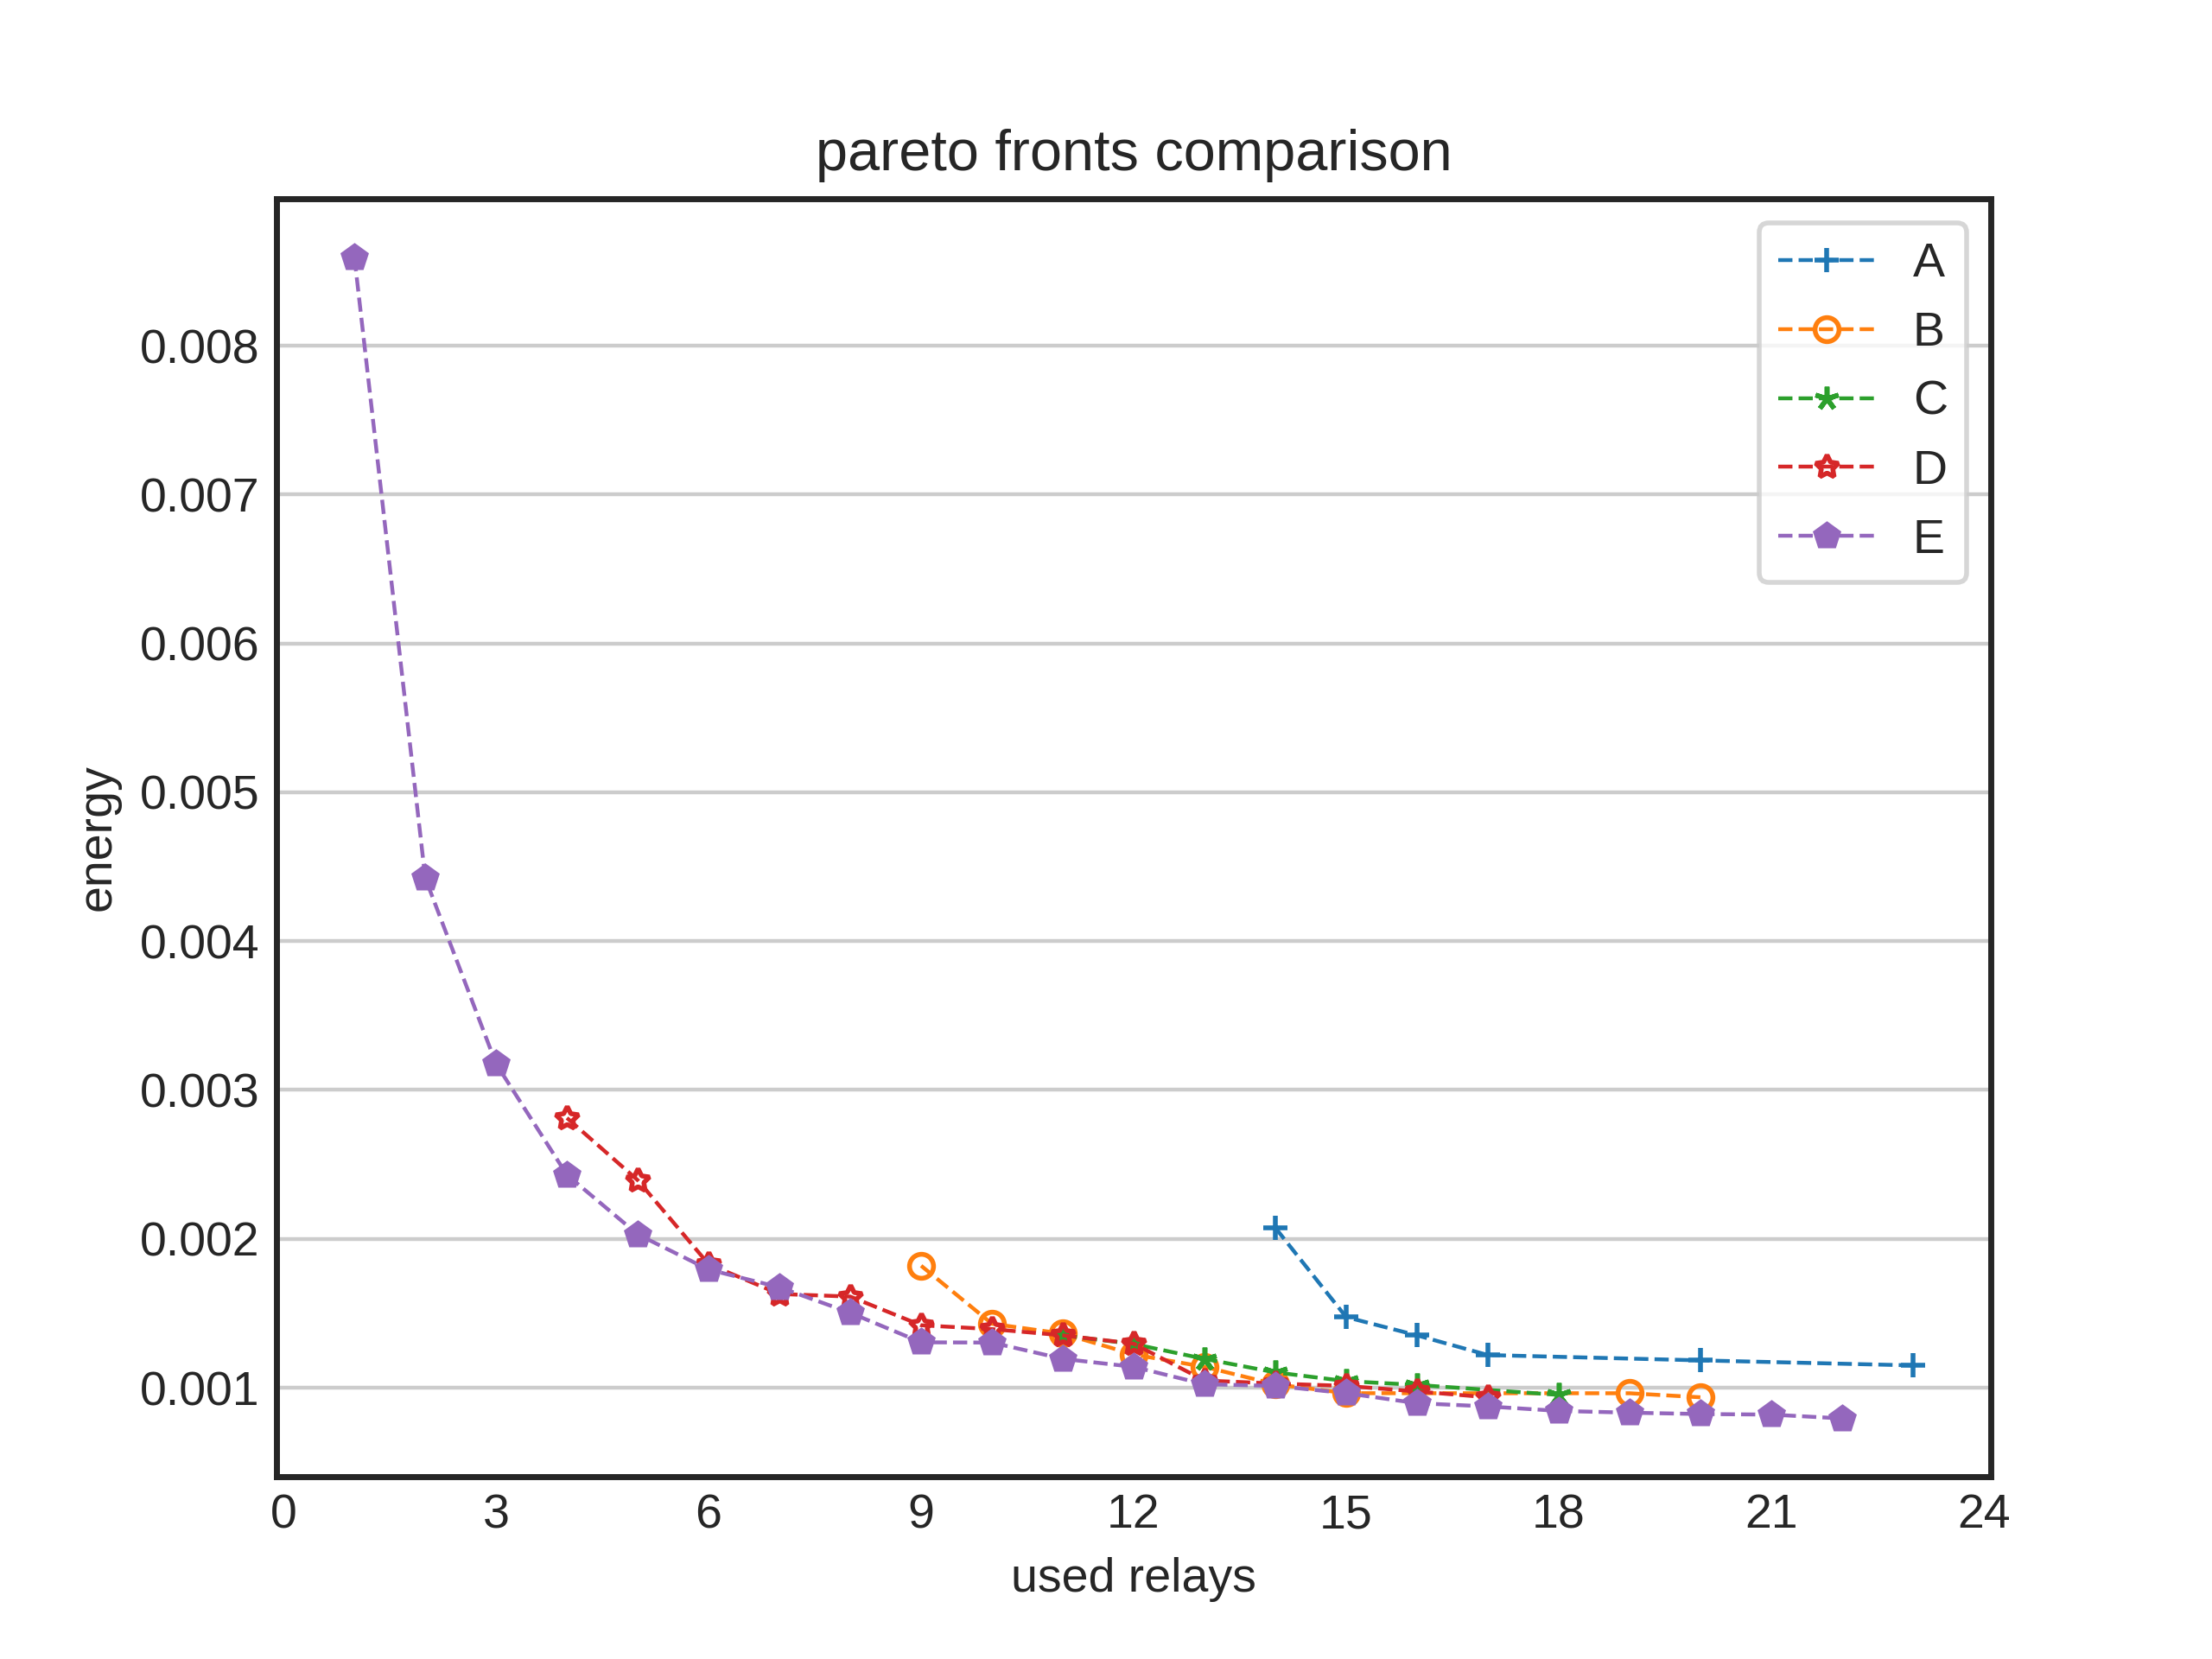 pareto fronts comparison
A
B
C
D
E
0.008
0.007
0.006
0.005
0.004
0.003
0.002
0.001
energy
0 3 6 9 12 15 18 21 24
used relays